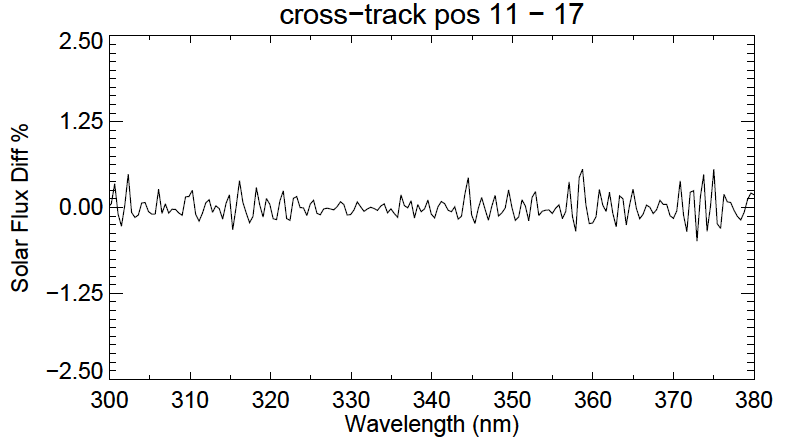 cross−track pos 11 − 17
2.50
1.25
0.00
−1.25
−2.50
Solar Flux Diff %
300 310 320 330 340 350 360 370 380
Wavelength (nm)